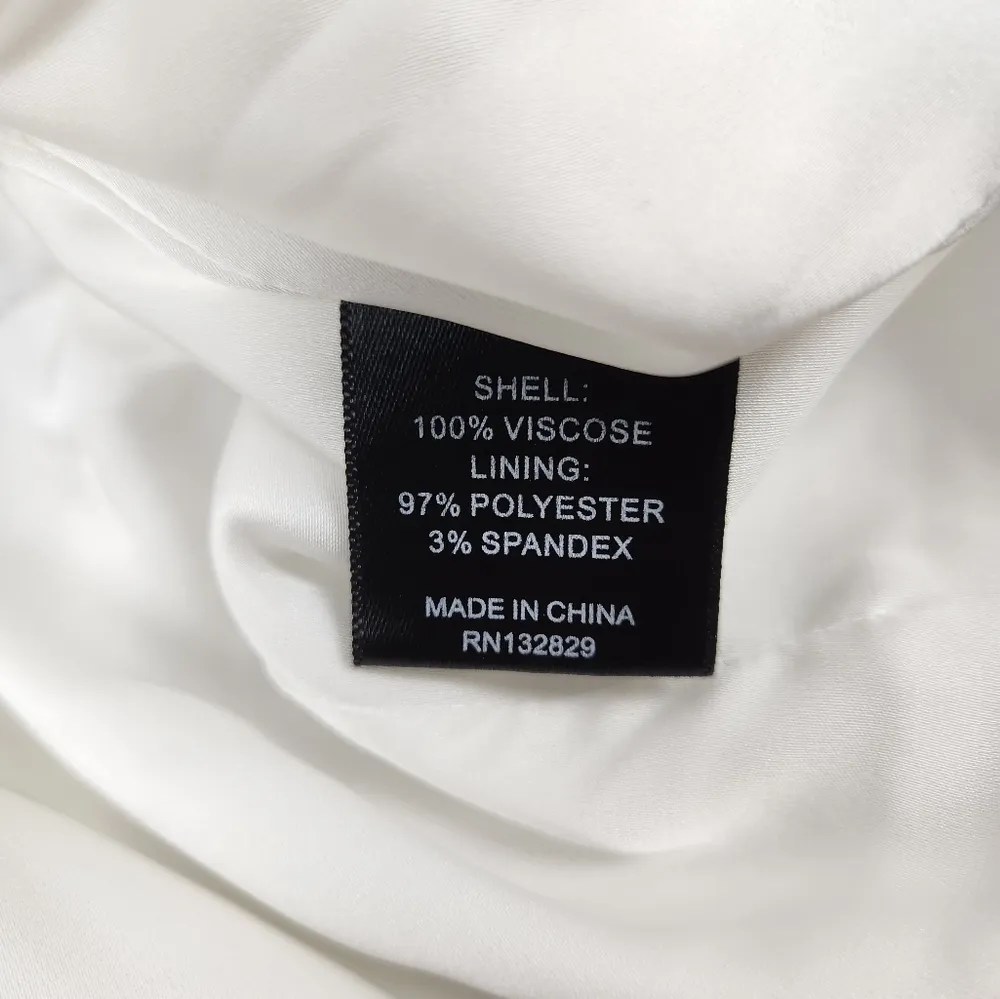 SHELL:
100% VISCOSE
LINING:
97% POLYESTER
3% SPANDEX
MADE IN CHINA
RN132829